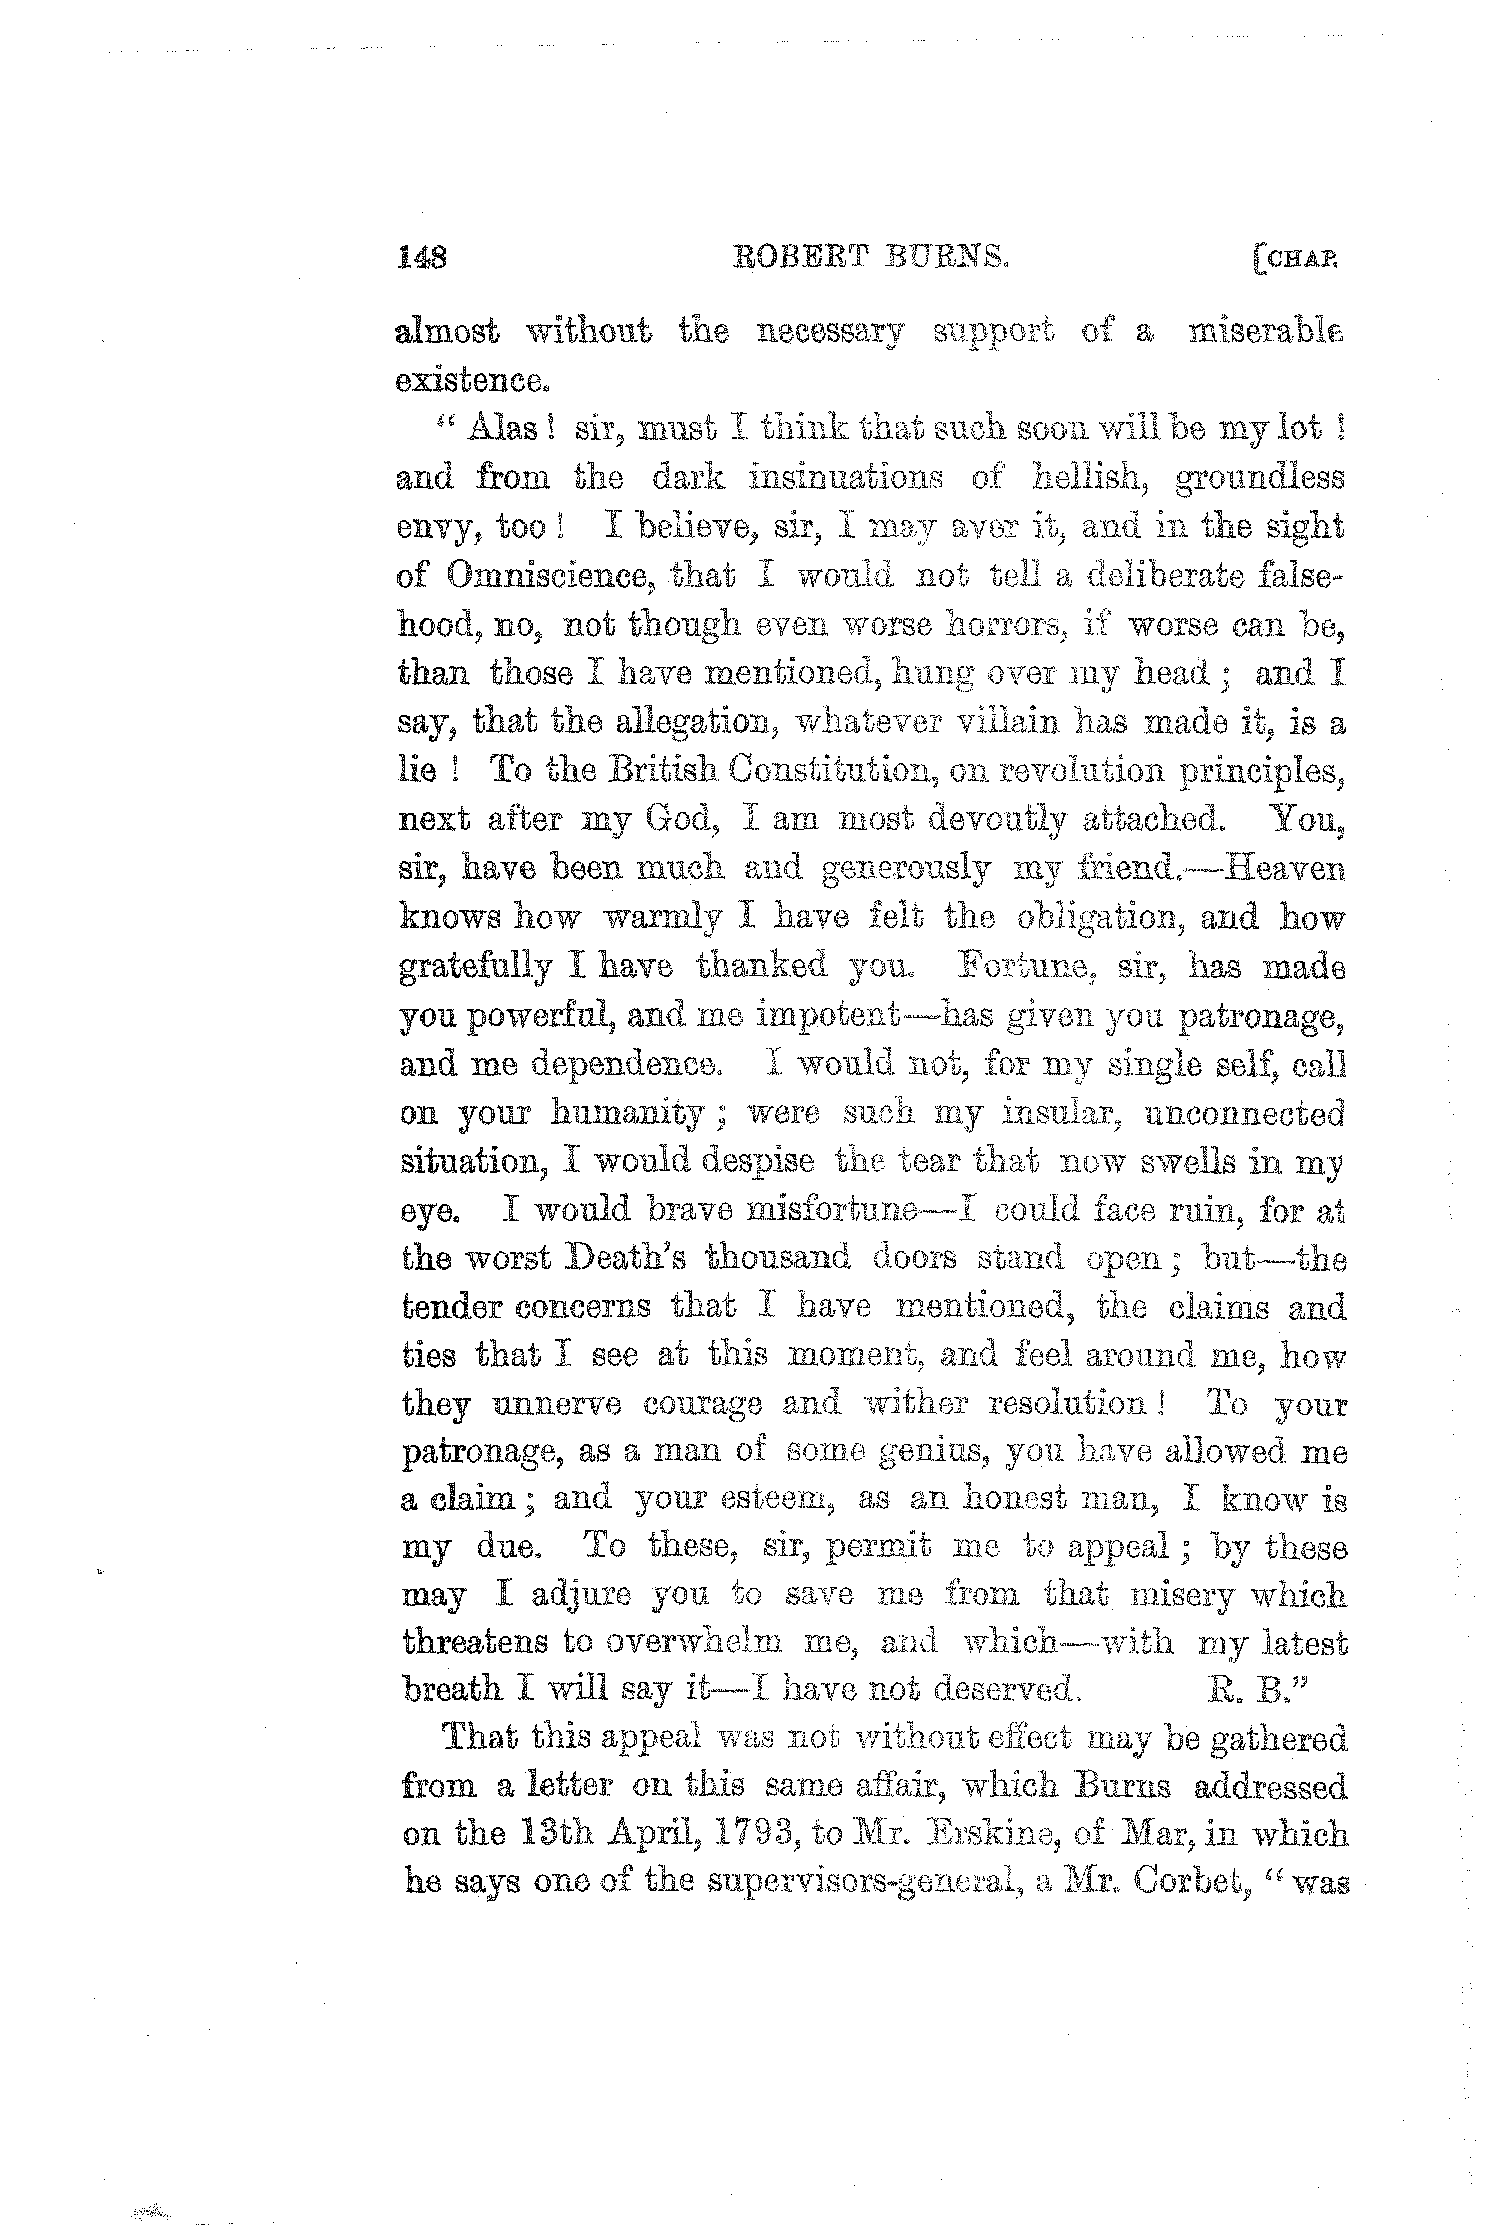 148 ROBERT BURNS. [CHAP.
almost without the necessary support of a miserable
existence.
“ Alas ! sir, must I think that such soon will be my lot !
and from the dark insinuations of hellish, groundless
envy, too ! I believe, sir, I may aver it, and in the sight
of Omniscience, that I would not tell a deliberate false-
hood, no, not though even worse horrors, if worse can be,
than those I have mentioned, hung over my head ; and I
say, that the allegation, whatever villain has made it, is a
lie ! To the British Constitution, on revolution principles,
next after my God, I am most devoutly attached. You,
sir, have been much and generously my friend.—Heaven
knows how warmly I have felt the obligation, and how
gratefully I have thanked you. Fortune, sir, has made
you powerful, and me impotent—has given you patronage,
and me dependence. I would not, for my single self, call
on your humanity ; were such my insular, unconnected
situation, I would despise the tear that now swells in my
eye. I would brave misfortune—I could face ruin, for at
the worst Death’s thousand doors stand open ; but—the
tender concerns that I have mentioned, the claims and
ties that I see at this moment, and feel around me, how
they unnerve courage and wither resolution ! To your
patronage, as a man of some genius, you have allowed me
a claim ; and your esteem, as an honest man, I know is
my due. To these, sir, permit me to appeal ; by these
may I adjure you to save me from that misery which
threatens to overwhelm me, and which—with my latest
breath I will say it—I have not deserved. R. B.”
That this appeal was not without effect may be gathered
from a letter on this same affair, which Burns addressed
on the 13th April, 1793, to Mr. Erskine, of Mar, in which
he says one of the supervisors-general, a Mr. Corbet, “ was